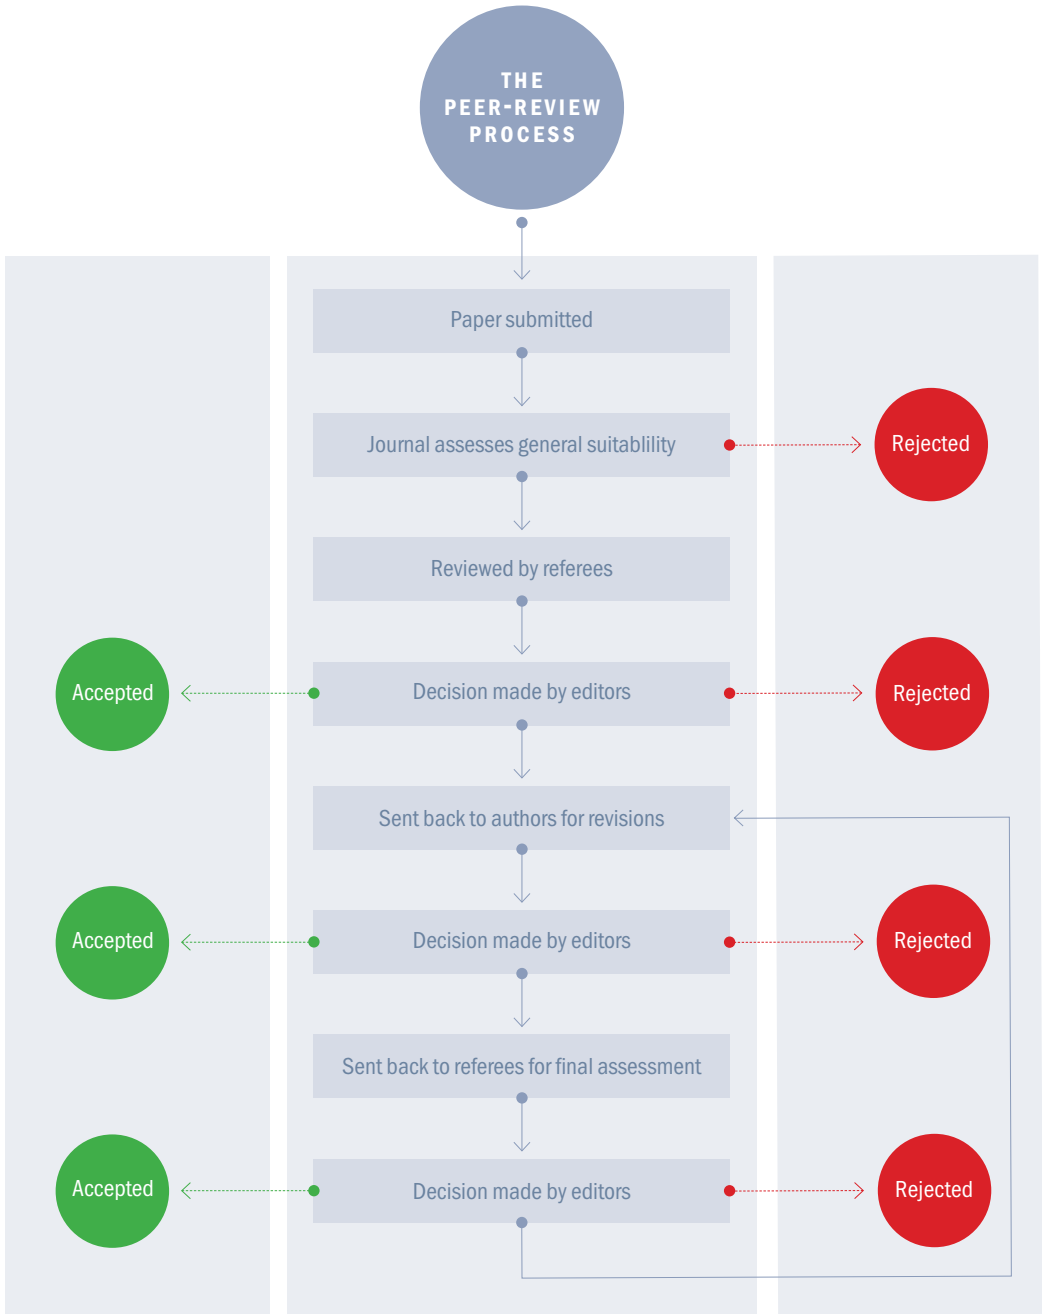 THE
PEER-REVIEW
PROCESS
Paper submitted
Journal assesses general suitablility
Rejected
Reviewed by referees
Accepted
Decision made by editors
Rejected
Sent back to authors for revisions
Accepted
Decision made by editors
Rejected
Sent back to referees for final assessment
Accepted
Decision made by editors
Rejected